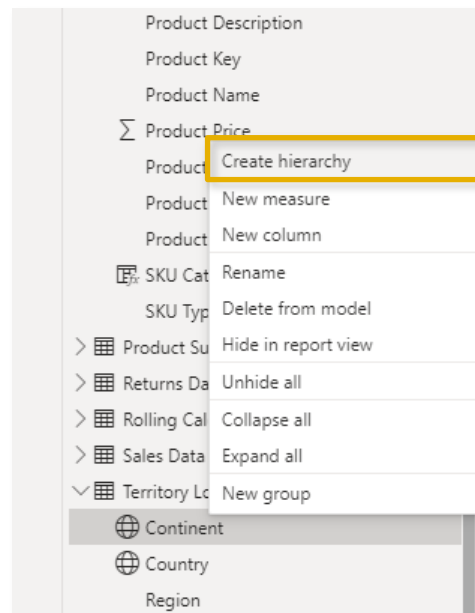 Product Description
Product Key
Product Name
Product Price
Product
Create hierarchy
Product
New measure
Product
New column
SKU Cat
Rename
SKU Typ
Delete from model
Product Su
Hide in report view
Returns Da
Unhide all
Rolling Cal
Collapse all
Sales Data
Expand all
Territory Lo
New group
Continent
Country
Region